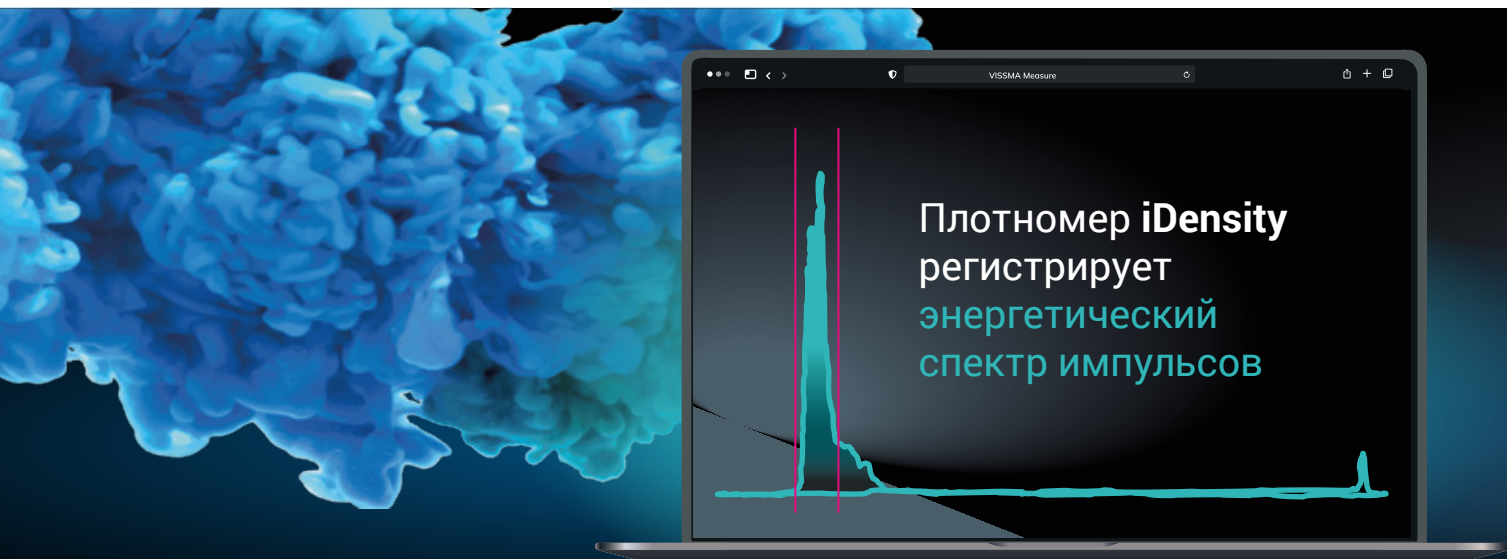 VISSMA Measure
Плотномер iDensity
регистрирует
энергетический
спектр импульсов